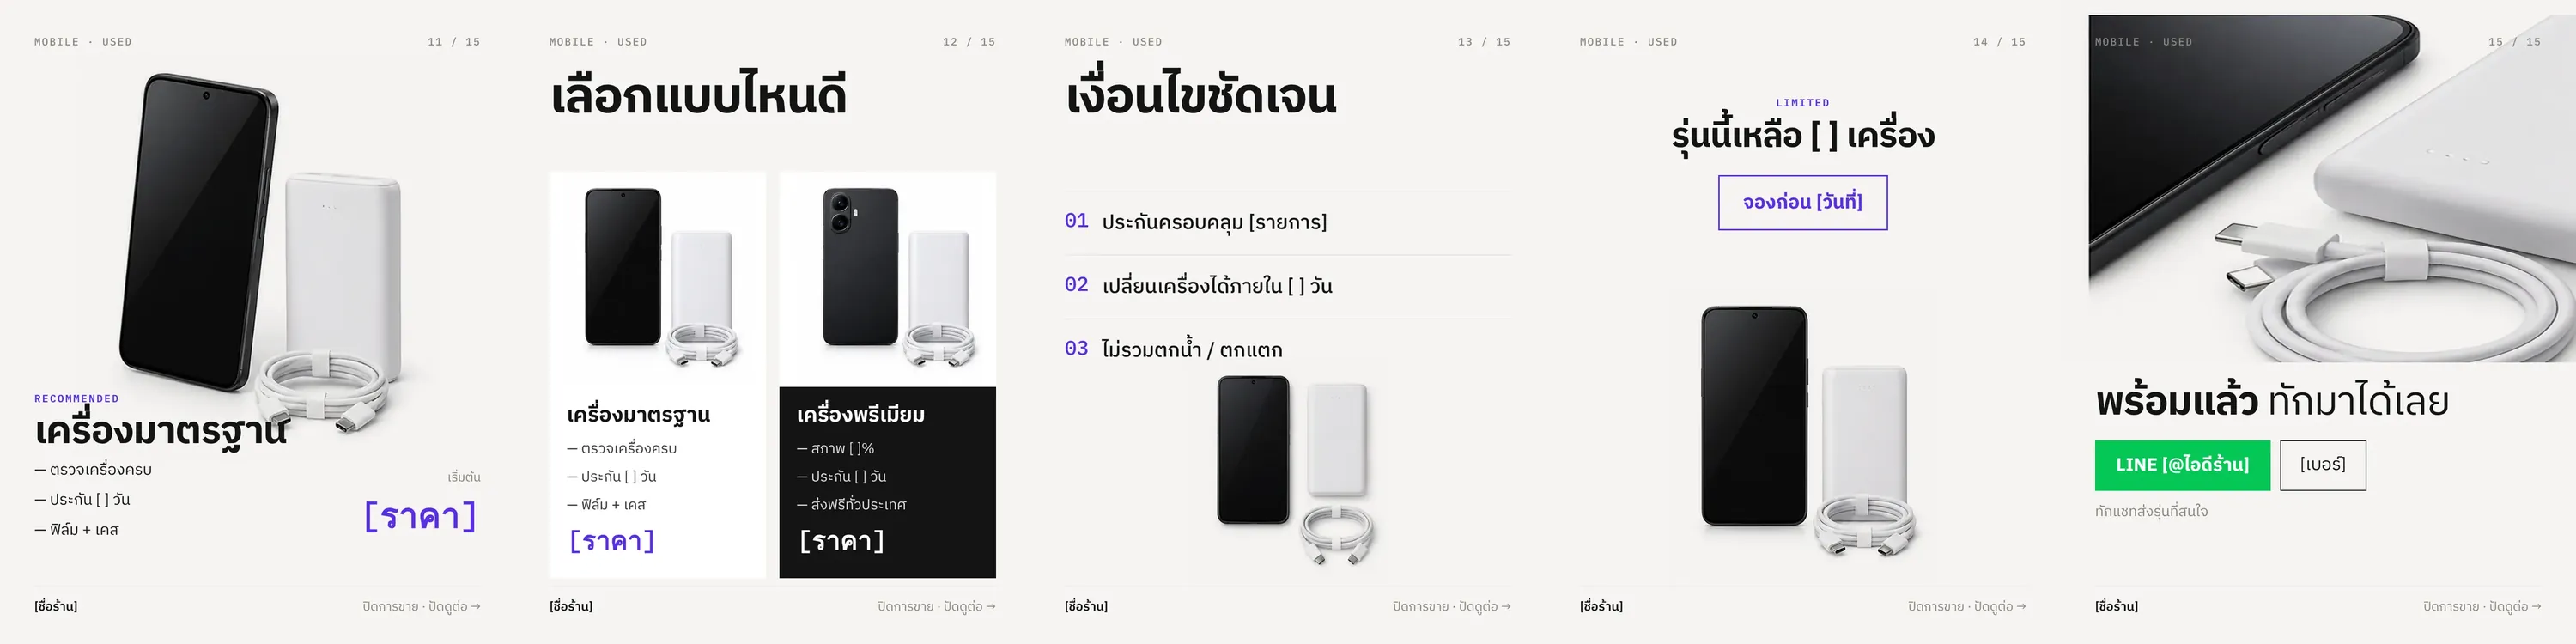 MOBILE · USED
11 / 15
RECOMMENDED
เครื่องมาตรฐาน
— ตรวจเครื่องครบ
— ประกัน [ ] วัน
— ฟิล์ม + เคส
เริ่มต้น
[ราคา]
[ชื่อร้าน]
ปิดการขาย · ปัดดูต่อ →
MOBILE · USED
12 / 15
เลือกแบบไหนดี
เครื่องมาตรฐาน
— ตรวจเครื่องครบ
— ประกัน [ ] วัน
— ฟิล์ม + เคส
[ราคา]
เครื่องพรีเมียม
— สภาพ [ ]%
— ประกัน [ ] วัน
— ส่งฟรีทั่วประเทศ
[ราคา]
[ชื่อร้าน]
ปิดการขาย · ปัดดูต่อ →
MOBILE · USED
13 / 15
เงื่อนไขชัดเจน
01 ประกันครอบคลุม [รายการ]
02 เปลี่ยนเครื่องได้ภายใน [ ] วัน
03 ไม่รวมตกน้ำ / ตกแตก
[ชื่อร้าน]
ปิดการขาย · ปัดดูต่อ →
MOBILE · USED
14 / 15
LIMITED
รุ่นนี้เหลือ [ ] เครื่อง
จองก่อน [วันที่]
[ชื่อร้าน]
ปิดการขาย · ปัดดูต่อ →
MOBILE · USED
15 / 15
พร้อมแล้ว ทักมาได้เลย
LINE [@ไอดีร้าน]
[เบอร์]
ทักแชทส่งรุ่นที่สนใจ
[ชื่อร้าน]
ปิดการขาย · ปัดดูต่อ →